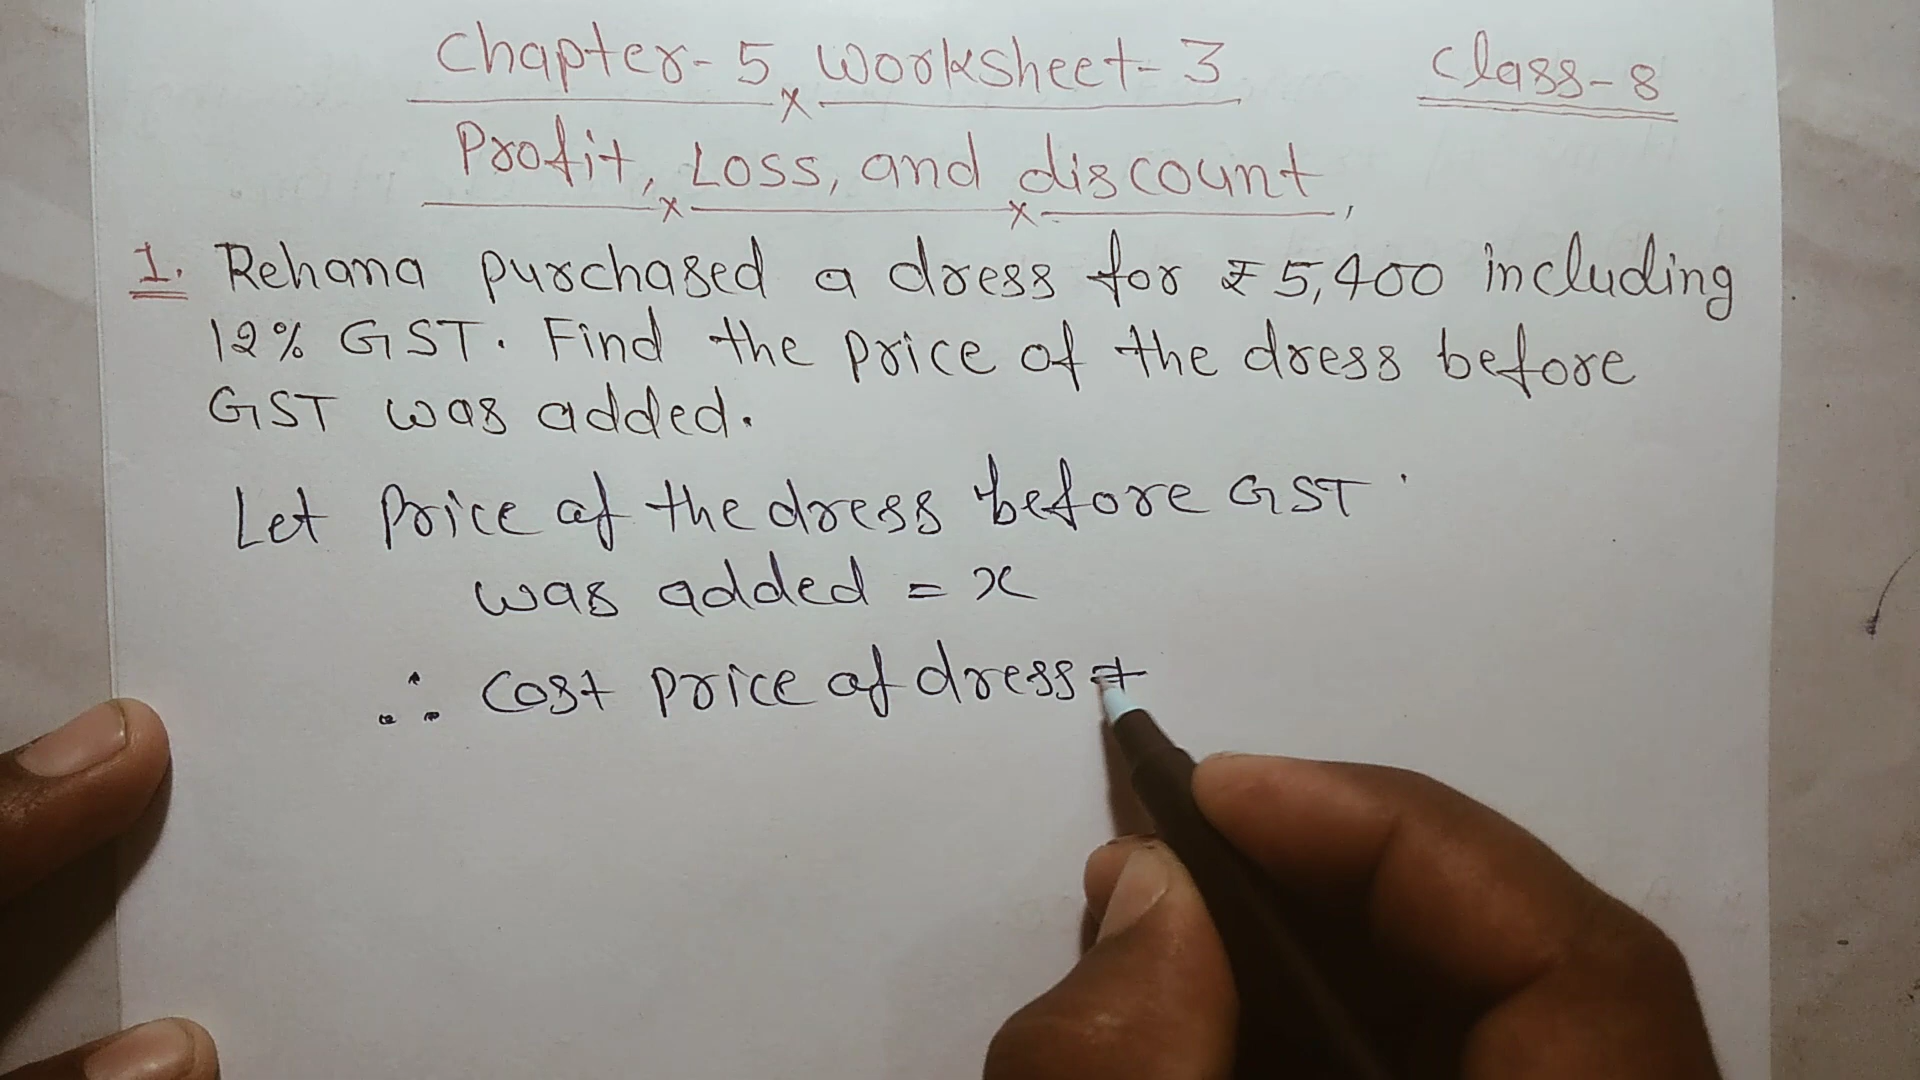 Chapter-5 Worksheet-3
Class-8
Profit, Loss, and discount,
1. Rehana purchased a dress for ₹5,400 including
12% GST. Find the price of the dress before
GST was added.
Let Price of the dress before GST
was added = x
∴ Cost price of dress +